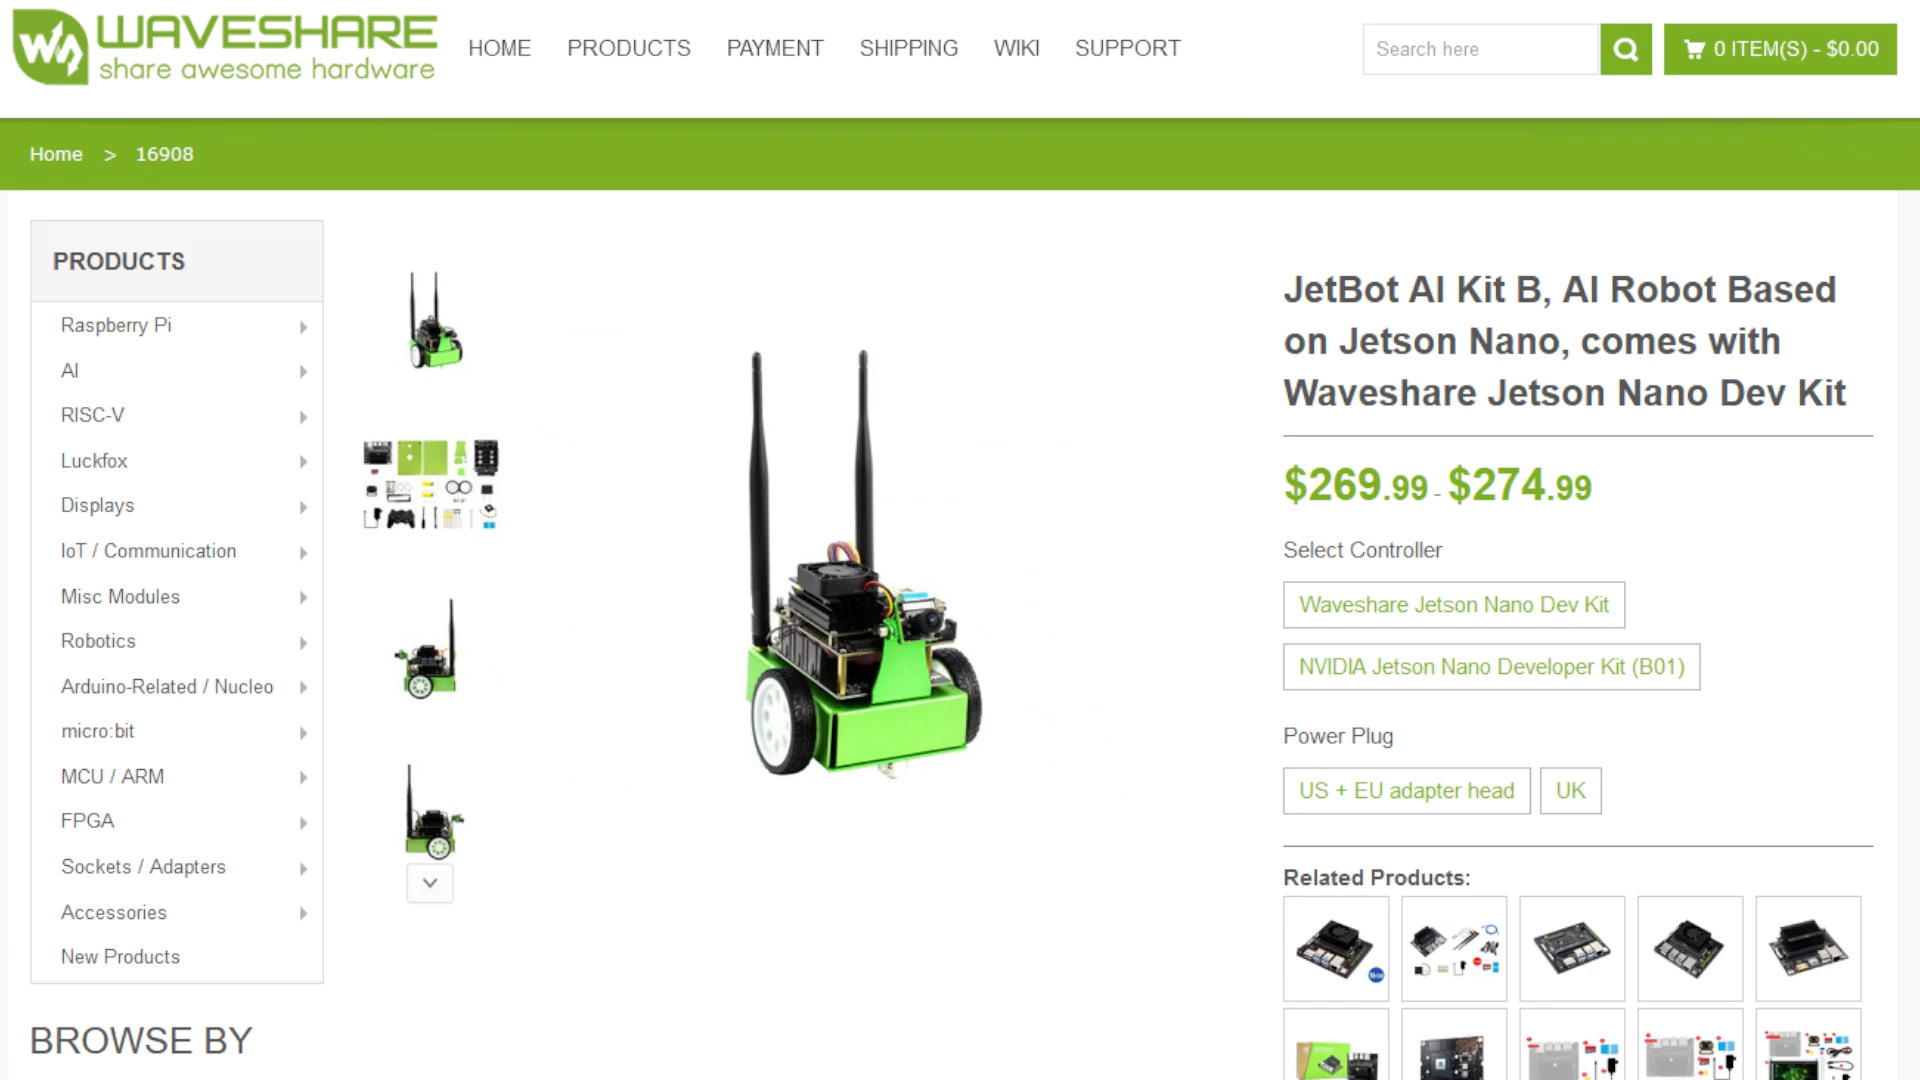 WAVESHARE
share awesome hardware
HOME
PRODUCTS
PAYMENT
SHIPPING
WIKI
SUPPORT
Search here
0 ITEM(S) - $0.00
Home > 16908
PRODUCTS
Raspberry Pi
AI
RISC-V
Luckfox
Displays
IoT / Communication
Misc Modules
Robotics
Arduino-Related / Nucleo
micro:bit
MCU / ARM
FPGA
Sockets / Adapters
Accessories
New Products
BROWSE BY
JetBot AI Kit B, AI Robot Based
on Jetson Nano, comes with
Waveshare Jetson Nano Dev Kit
$269.99 - $274.99
Select Controller
Waveshare Jetson Nano Dev Kit
NVIDIA Jetson Nano Developer Kit (B01)
Power Plug
US + EU adapter head
UK
Related Products: